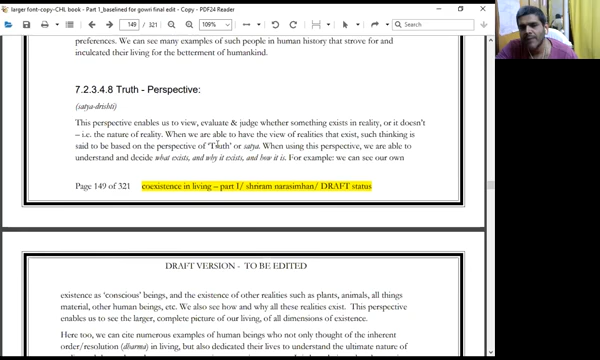 larger font-copy-CHL book - Part 1_baselined for gowri final edit - Copy - PDF24 Reader
149 / 321
109%
Search
preferences. We can see many examples of such people in human history that strove for and
inculcated their living for the betterment of humankind.
7.2.3.4.8 Truth - Perspective:
(satya-drishti)
This perspective enables us to view, evaluate & judge whether something exists in reality, or it doesn't
– i.e. the nature of reality. When we are able to have the view of realities that exist, such thinking is
said to be based on the perspective of 'Truth' or satya. When using this perspective, we are able to
understand and decide what exists, and why it exists, and how it is. For example: we can see our own
Page 149 of 321 coexistence in living – part I/ shriram narasimhan/ DRAFT status
DRAFT VERSION - TO BE EDITED
existence as 'conscious' beings, and the existence of other realities such as plants, animals, all things
material, other human beings, etc. We also see how and why all these realities exist. This perspective
enables us to see the larger, complete picture of our living, of all dimensions of existence.
Here too, we can cite numerous examples of human beings who not only thought of the inherent
order/resolution (dharma) in living, but also dedicated their lives to understand the ultimate nature of